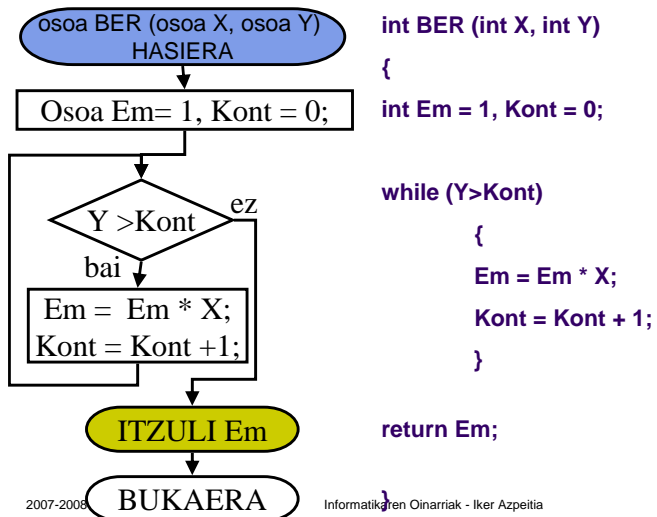 osoa BER (osoa X, osoa Y)
HASIERA
Osoa Em= 1, Kont = 0;
Y >Kont
ez
bai
Em = Em * X;
Kont = Kont +1;
ITZULI Em
BUKAERA
int BER (int X, int Y)
{
int Em = 1, Kont = 0;
while (Y>Kont)
{
Em = Em * X;
Kont = Kont + 1;
}
return Em;
}
2007-2008
Informatikaren Oinarriak - Iker Azpeitia